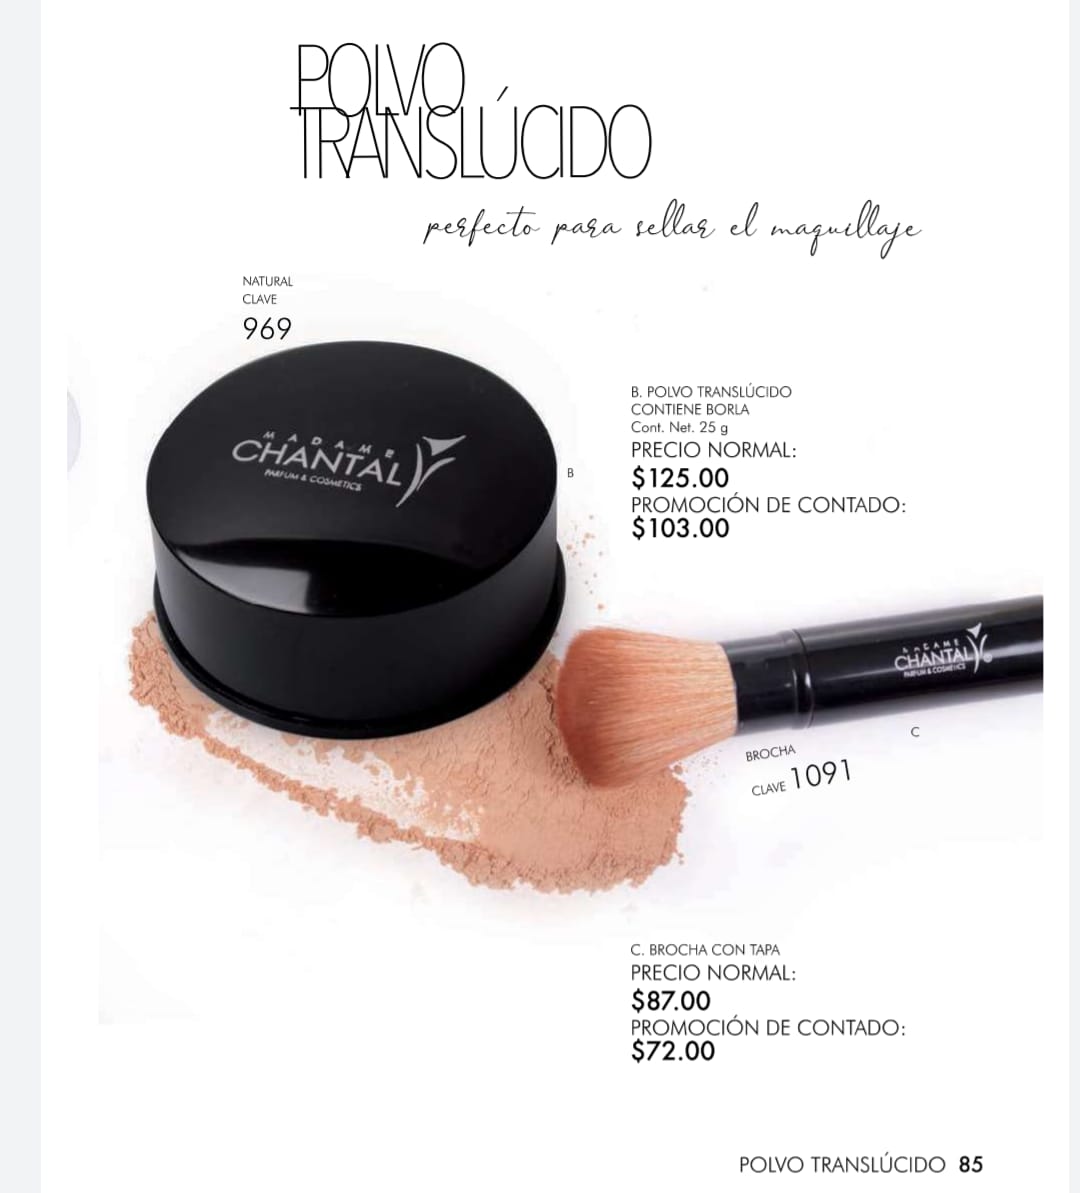 POLVO
TRANSLÚCIDO
perfecto para sellar el maquillaje
NATURAL
CLAVE
969
MADAME
CHANTAL
PARFUM & COSMETICS
B
B. POLVO TRANSLÚCIDO
CONTIENE BORLA
Cont. Net. 25 g
PRECIO NORMAL:
$125.00
PROMOCIÓN DE CONTADO:
$103.00
MADAME
CHANTAL
PARFUM & COSMETICS
C
BROCHA
CLAVE 1091
C. BROCHA CON TAPA
PRECIO NORMAL:
$87.00
PROMOCIÓN DE CONTADO:
$72.00
POLVO TRANSLÚCIDO 85